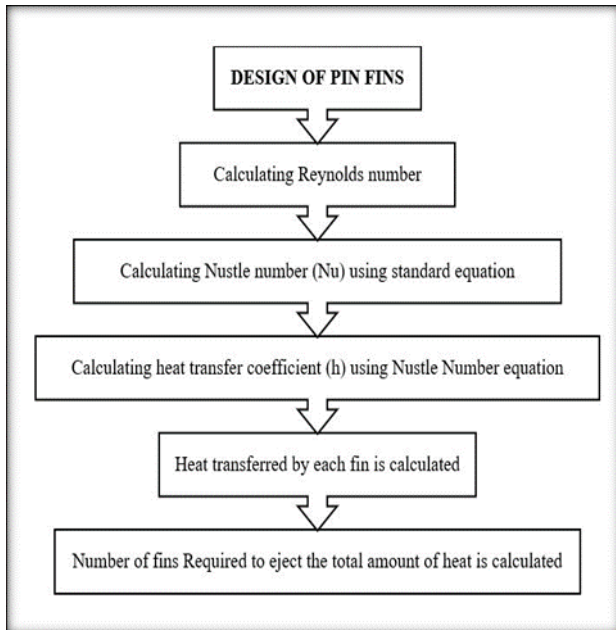 DESIGN OF PIN FINS
Calculating Reynolds number
Calculating Nustle number (Nu) using standard equation
Calculating heat transfer coefficient (h) using Nustle Number equation
Heat transferred by each fin is calculated
Number of fins Required to eject the total amount of heat is calculated